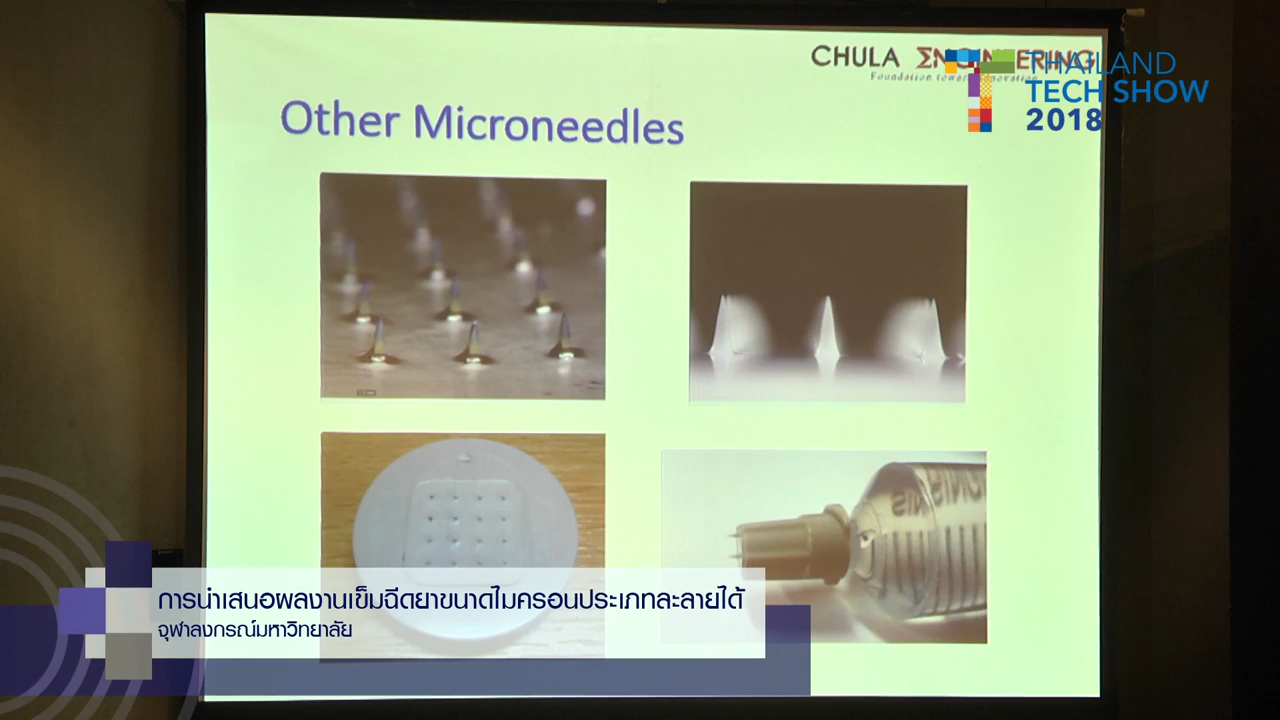 CHULA ΣNGINEERING
Foundation toward Innovation
THAILAND
TECH SHOW
2018
Other Microneedles
การนำเสนอผลงานเข็มฉีดยาขนาดไมครอนประเภทละลายได้
จุฬาลงกรณ์มหาวิทยาลัย